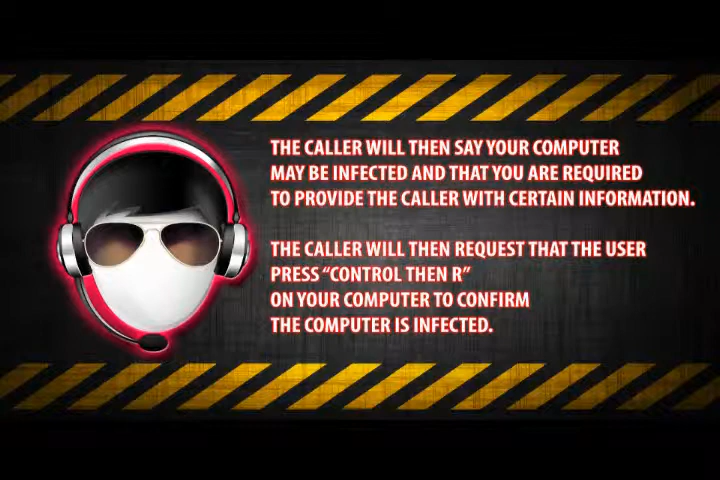 THE CALLER WILL THEN SAY YOUR COMPUTER
MAY BE INFECTED AND THAT YOU ARE REQUIRED
TO PROVIDE THE CALLER WITH CERTAIN INFORMATION.
THE CALLER WILL THEN REQUEST THAT THE USER
PRESS “CONTROL THEN R”
ON YOUR COMPUTER TO CONFIRM
THE COMPUTER IS INFECTED.